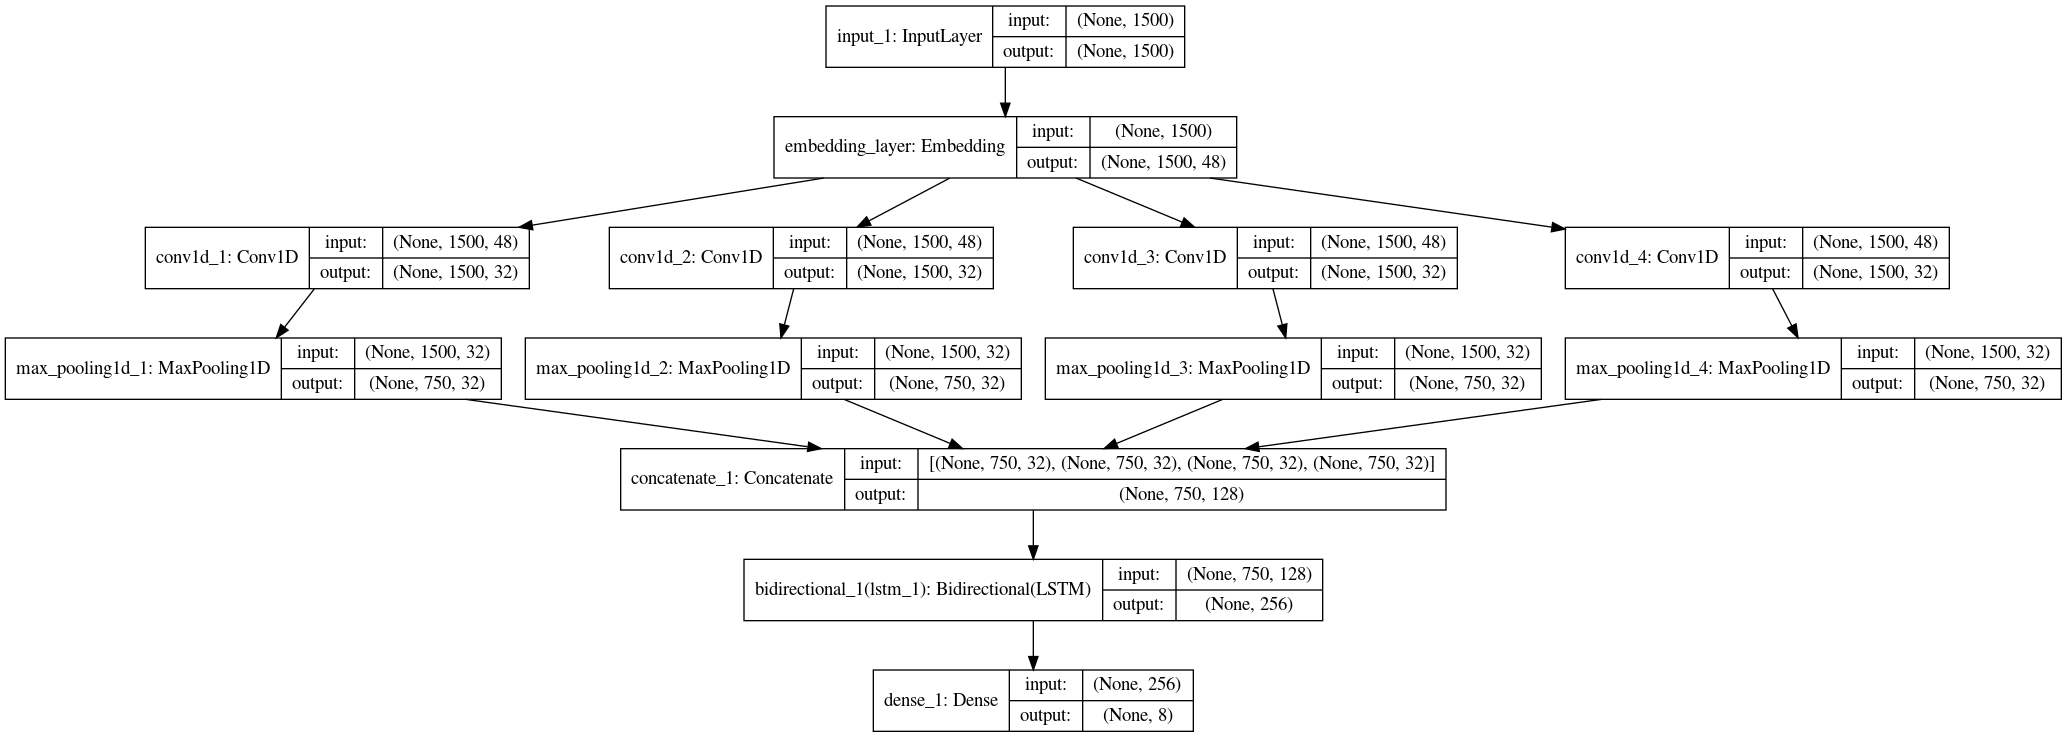 input_1: InputLayer
input: (None, 1500)
output: (None, 1500)
embedding_layer: Embedding
input: (None, 1500)
output: (None, 1500, 48)
conv1d_1: Conv1D
input: (None, 1500, 48)
output: (None, 1500, 32)
conv1d_2: Conv1D
input: (None, 1500, 48)
output: (None, 1500, 32)
conv1d_3: Conv1D
input: (None, 1500, 48)
output: (None, 1500, 32)
conv1d_4: Conv1D
input: (None, 1500, 48)
output: (None, 1500, 32)
max_pooling1d_1: MaxPooling1D
input: (None, 1500, 32)
output: (None, 750, 32)
max_pooling1d_2: MaxPooling1D
input: (None, 1500, 32)
output: (None, 750, 32)
max_pooling1d_3: MaxPooling1D
input: (None, 1500, 32)
output: (None, 750, 32)
max_pooling1d_4: MaxPooling1D
input: (None, 1500, 32)
output: (None, 750, 32)
concatenate_1: Concatenate
input: [(None, 750, 32), (None, 750, 32), (None, 750, 32), (None, 750, 32)]
output: (None, 750, 128)
bidirectional_1(lstm_1): Bidirectional(LSTM)
input: (None, 750, 128)
output: (None, 256)
dense_1: Dense
input: (None, 256)
output: (None, 8)